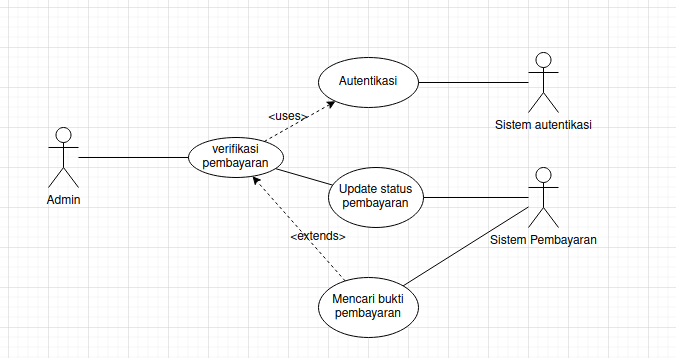 Autentikasi
Sistem autentikasi
<uses>
verifikasi
pembayaran
Admin
Update status
pembayaran
Sistem Pembayaran
<extends>
Mencari bukti
pembayaran